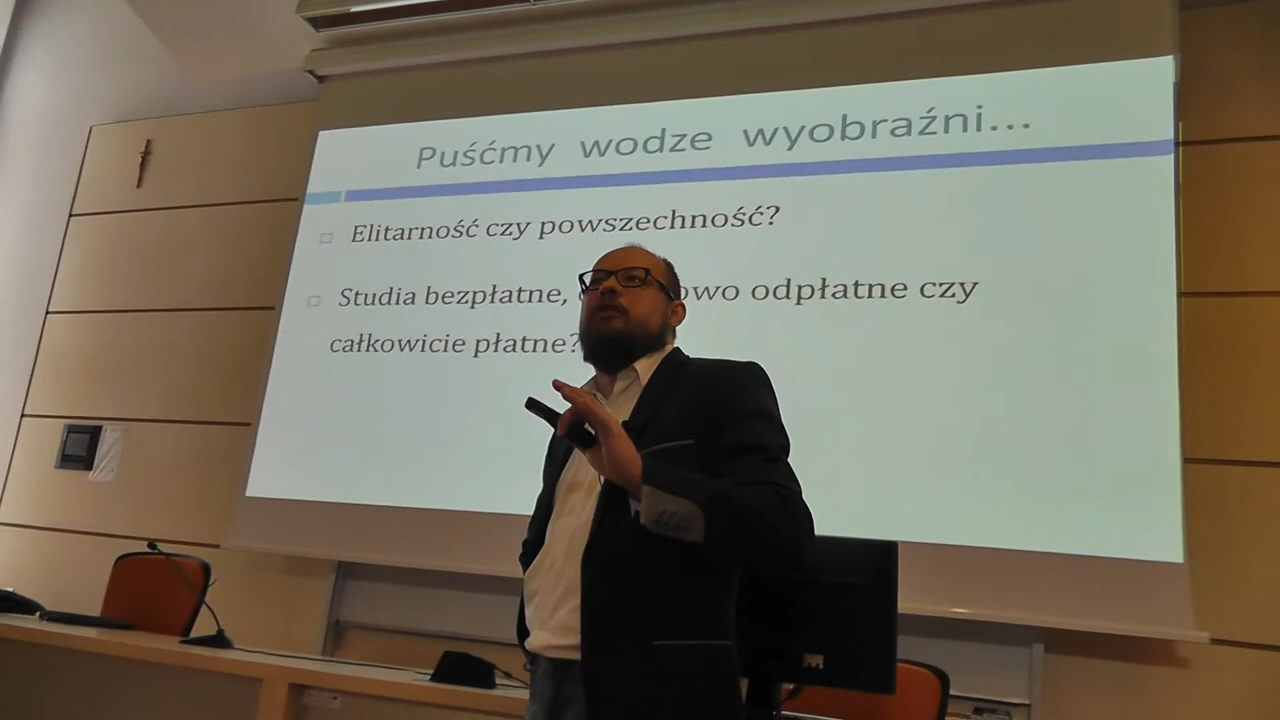 Puśćmy wodze wyobraźni...
Elitarność czy powszechność?
Studia bezpłatne, odpłatne czy
całkowicie płatne?